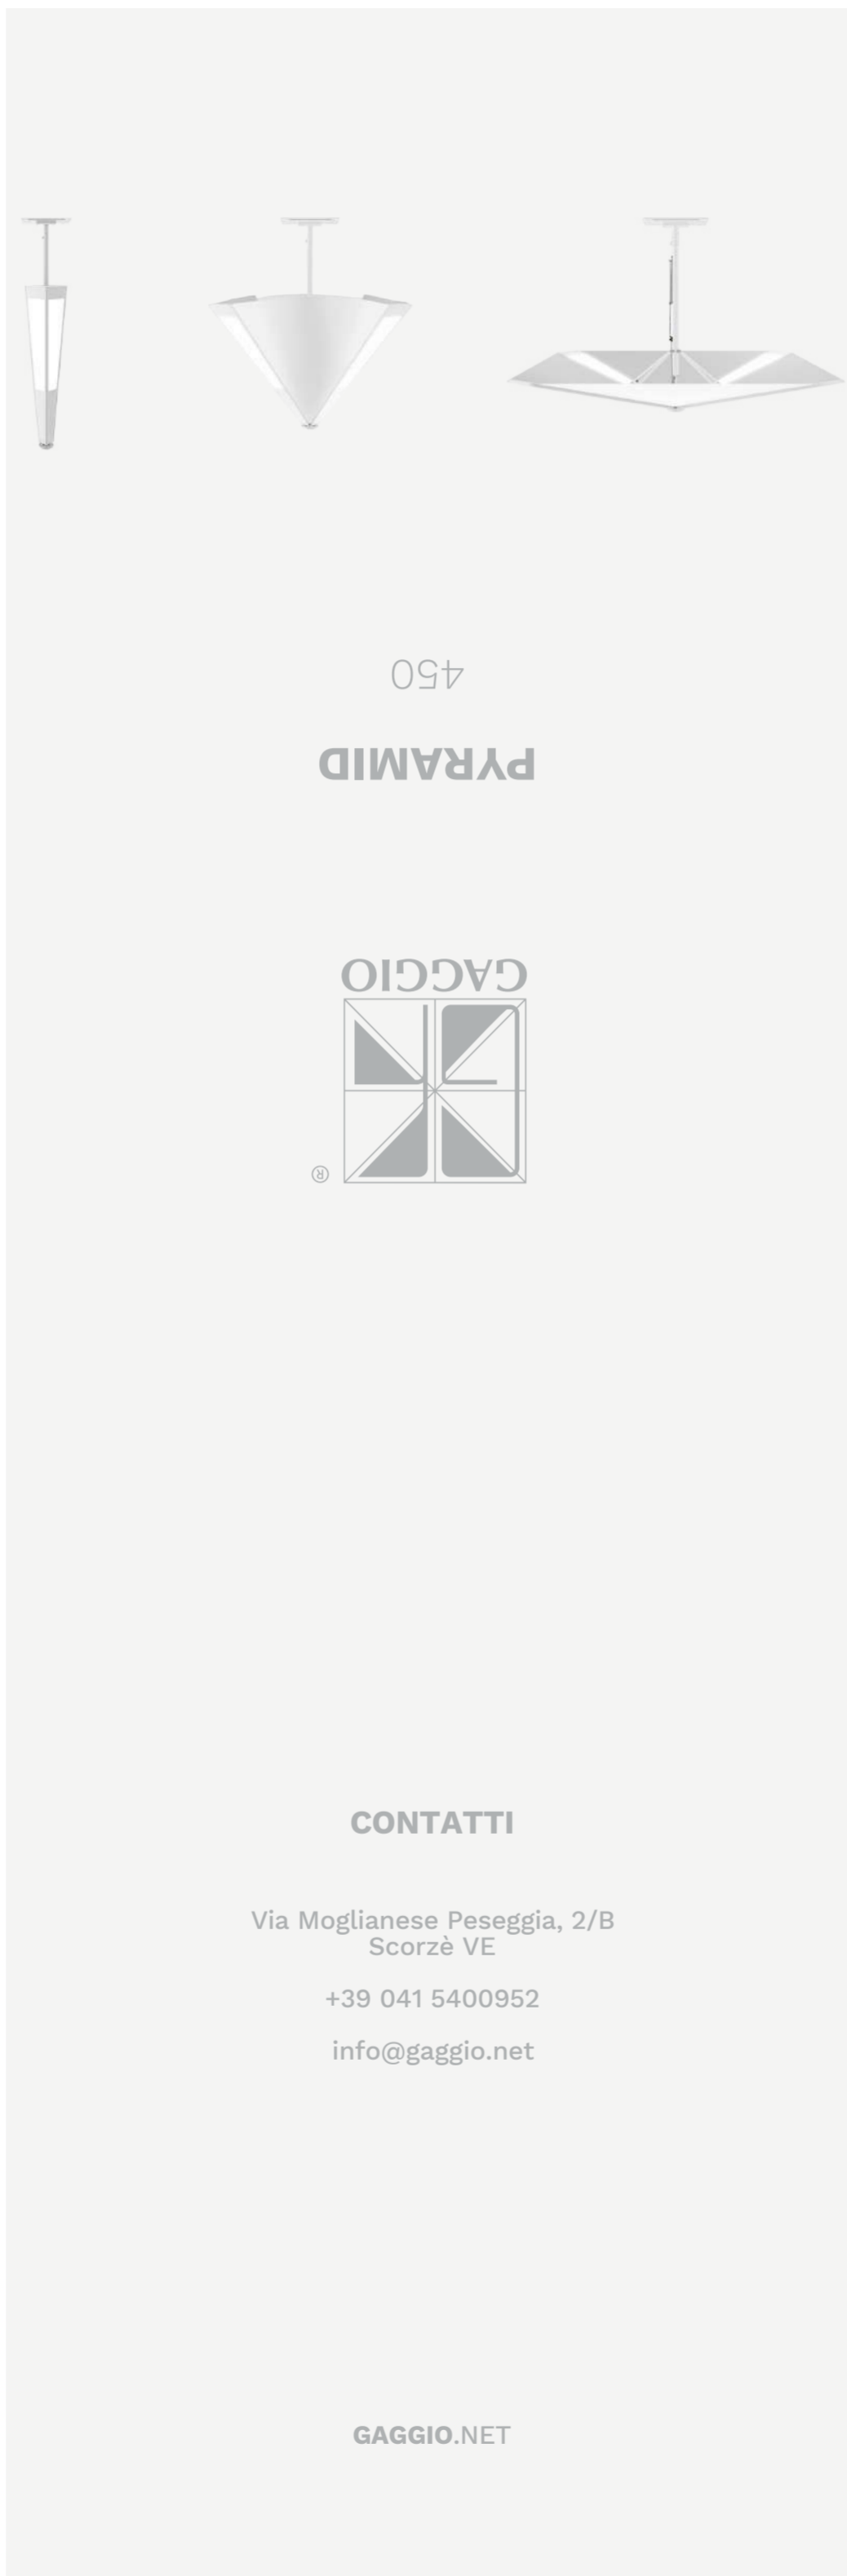 450
PYRAMID
GAGGIO
®
CONTATTI
Via Moglianese Peseggia, 2/B
Scorzè VE
+39 041 5400952
info@gaggio.net
GAGGIO.NET